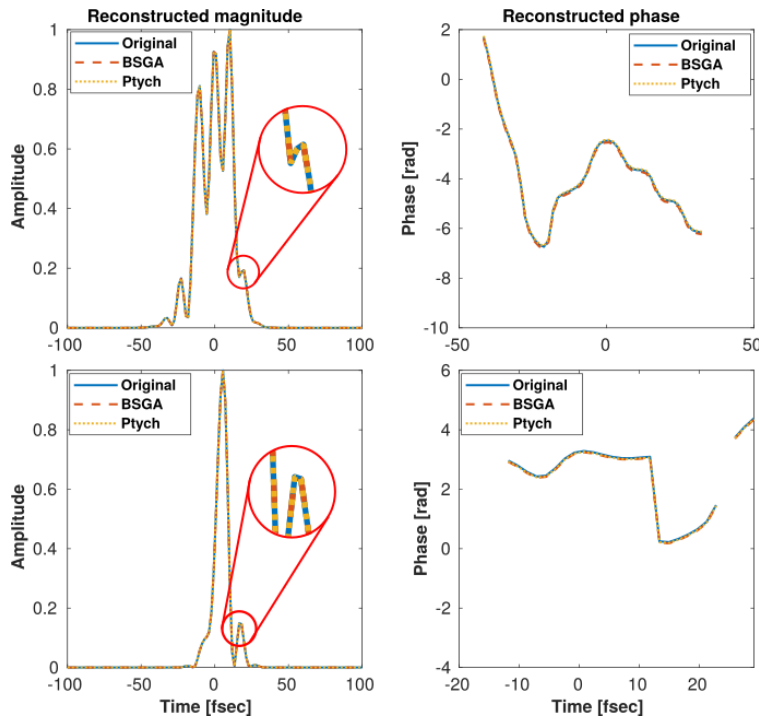 Reconstructed magnitude
Amplitude
1
0.8
0.6
0.4
0.2
0
-100
-50
0
50
100
Original
BSGA
Ptych
Reconstructed phase
Phase [rad]
2
0
-2
-4
-6
-8
-10
-50
0
50
Original
BSGA
Ptych
Amplitude
1
0.8
0.6
0.4
0.2
0
-100
-50
0
50
100
Time [fsec]
Original
BSGA
Ptych
Phase [rad]
6
4
2
0
-2
-4
-20
-10
0
10
20
Time [fsec]
Original
BSGA
Ptych